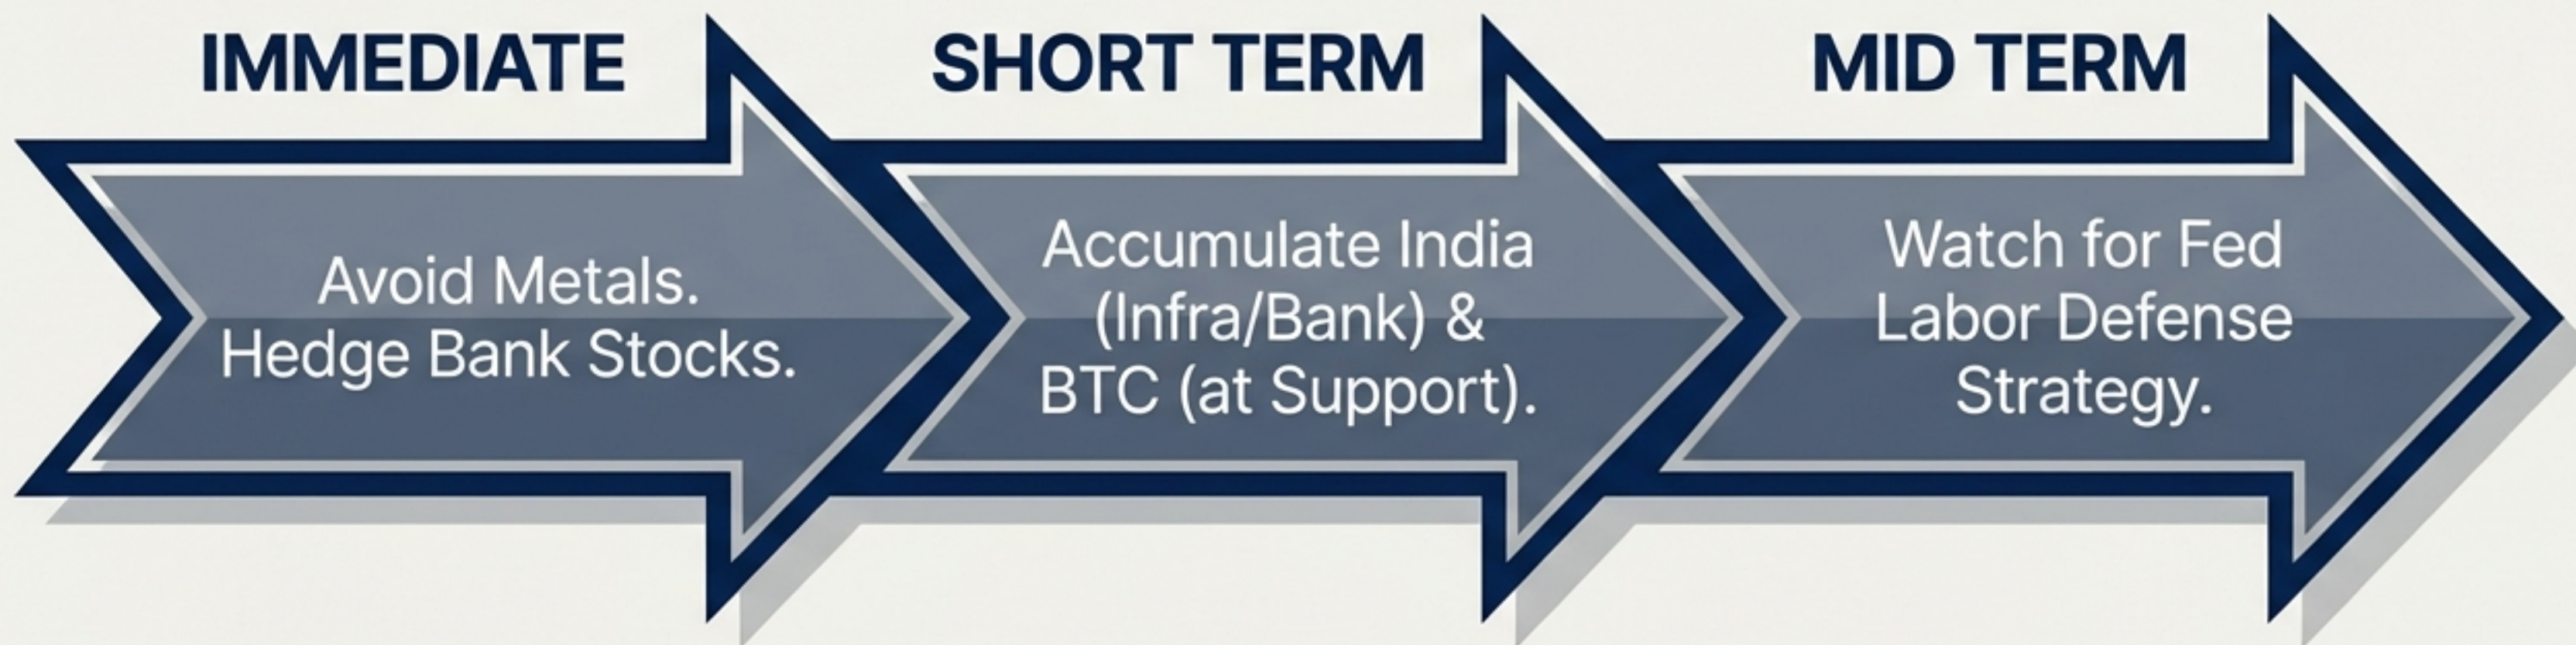 IMMEDIATE
Avoid Metals.
Hedge Bank Stocks.
SHORT TERM
Accumulate India
(Infra/Bank) &
BTC (at Support).
MID TERM
Watch for Fed
Labor Defense
Strategy.